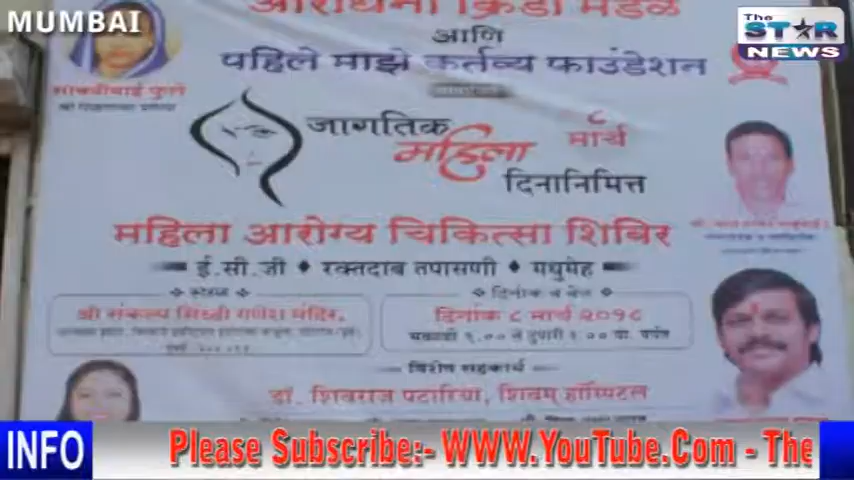 MUMBAI
The
STAR
NEWS
आराधना क्रिडा मंडळ
आणि
पहिले माझे कर्तव्य फाउंडेशन
सावित्रीबाई फुले
जागतिक
महिला
८
मार्च
दिनानिमित्त
महिला आरोग्य चिकित्सा शिबिर
ई.सी.जी ♦ रक्तदाब तपासणी ♦ मधुमेह
स्थळ
श्री संकल्प सिध्दी गणेश मंदिर,
दिनांक व वेळ
दिनांक ८ मार्च २०१८
सकाळी ९.०० ते दुपारी १.०० वा. पर्यंत
विशेष सहकार्य
डॉ. शिवराज पटारिया, शिवम् हॉस्पिटल
INFO
Please Subscribe:- WWW.YouTube.Com - The